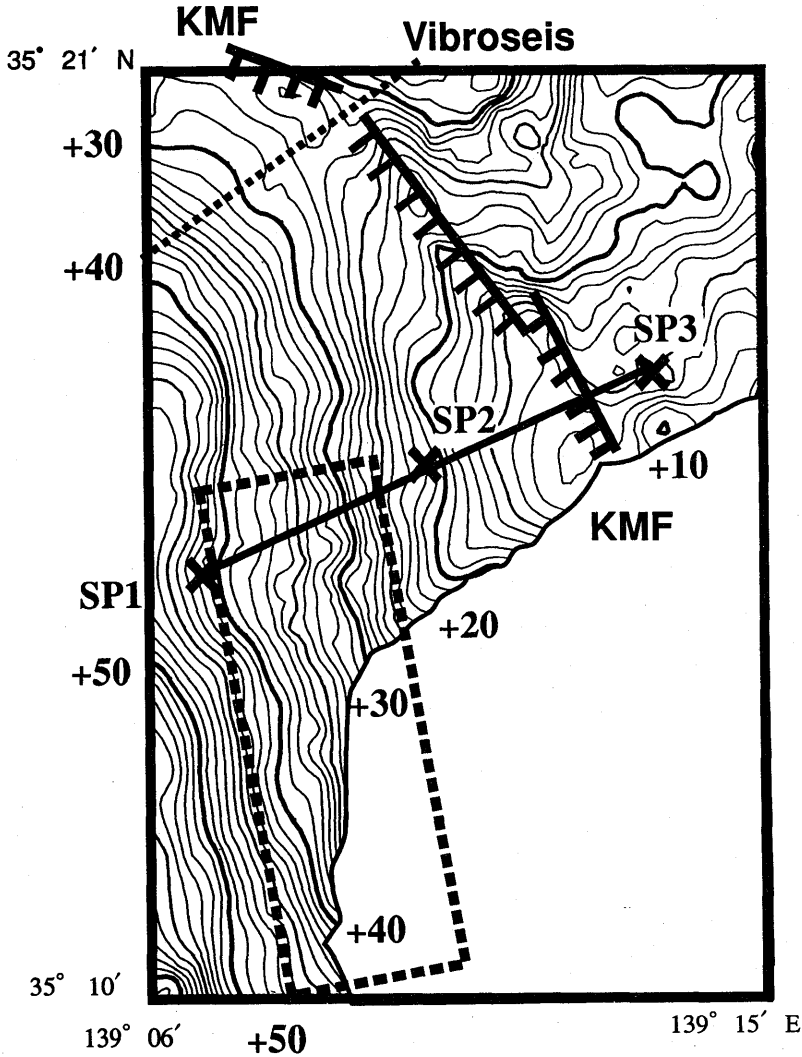 KMF
Vibroseis
35° 21′ N
+30
+40
SP3
SP2
+10
KMF
SP1
+20
+50
+30
+40
35° 10′
139° 06′
+50
139° 15′ E